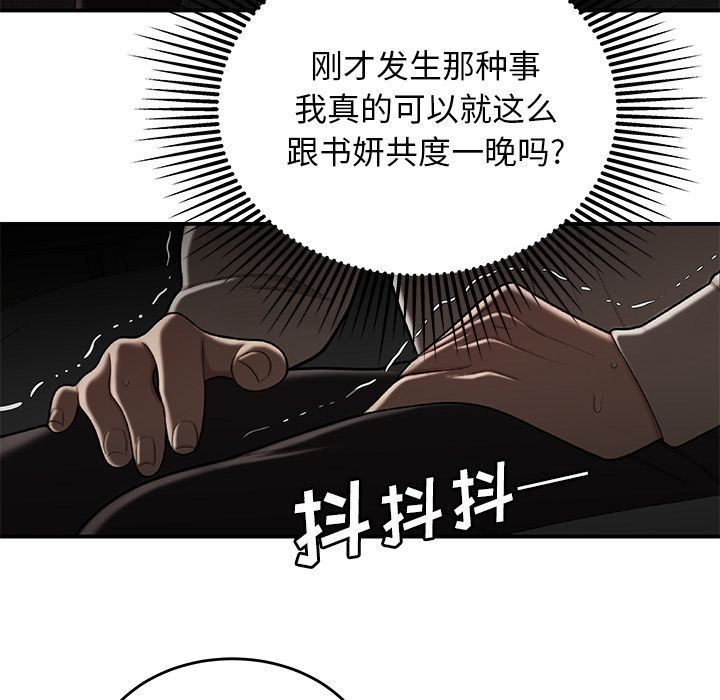 刚才发生那种事
我真的可以就这么
跟书妍共度一晚吗?
抖抖抖一